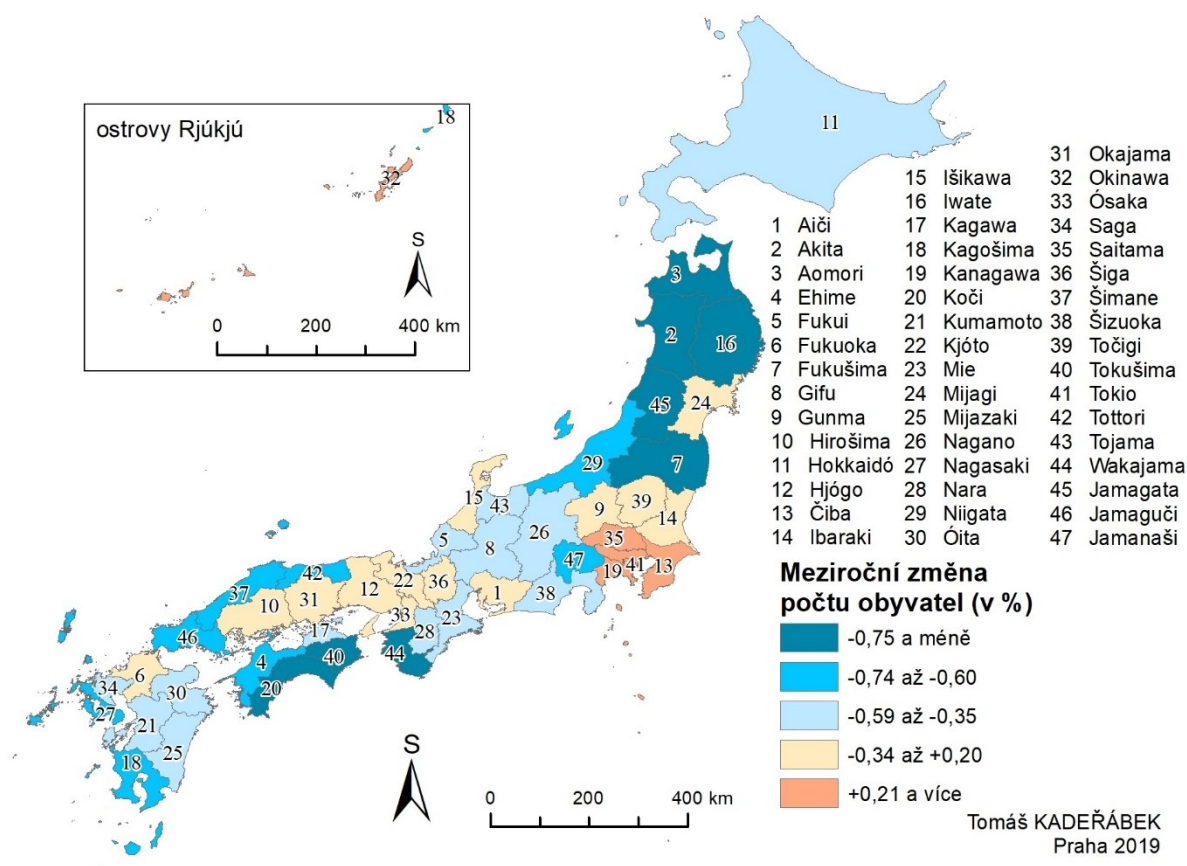 ostrovy Rjúkjú
18
32
S
0 200 400 km
11
3
2
16
45
24
29
7
15
43
9
39
14
5
8
26
35
47
41
13
19
42
37
12
22
36
1
38
10
31
33
46
17
28
23
4
40
44
20
6
34
30
27
21
25
18
S
0 200 400 km
1 Aiči
2 Akita
3 Aomori
4 Ehime
5 Fukui
6 Fukuoka
7 Fukušima
8 Gifu
9 Gunma
10 Hirošima
11 Hokkaidó
12 Hjógo
13 Čiba
14 Ibaraki
15 Išikawa
16 Iwate
17 Kagawa
18 Kagošima
19 Kanagawa
20 Koči
21 Kumamoto
22 Kjóto
23 Mie
24 Mijagi
25 Mijazaki
26 Nagano
27 Nagasaki
28 Nara
29 Niigata
30 Óita
31 Okajama
32 Okinawa
33 Ósaka
34 Saga
35 Saitama
36 Šiga
37 Šimane
38 Šizuoka
39 Točigi
40 Tokušima
41 Tokio
42 Tottori
43 Tojama
44 Wakajama
45 Jamagata
46 Jamaguči
47 Jamanaši
Meziroční změna
počtu obyvatel (v %)
-0,75 a méně
-0,74 až -0,60
-0,59 až -0,35
-0,34 až +0,20
+0,21 a více
Tomáš KADEŘÁBEK
Praha 2019